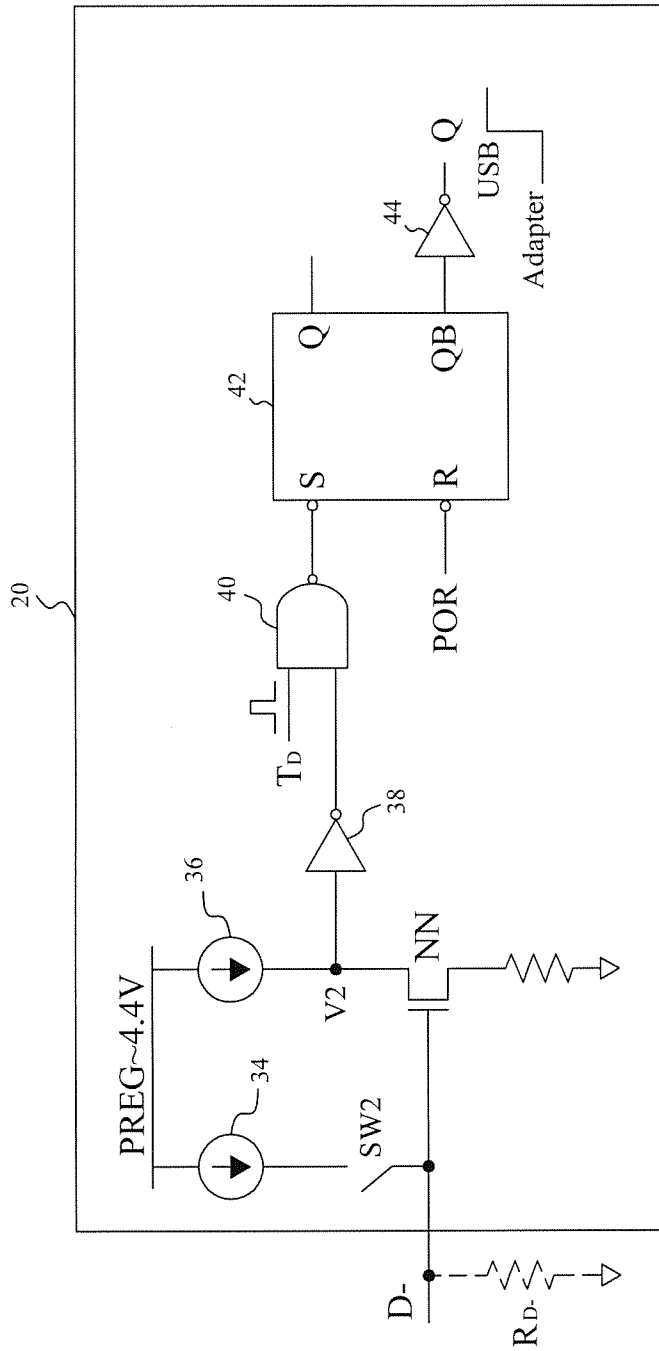 20
PREG~4.4V
34
36
SW2
V2
NN
D-
RD-
38
TD
40
42
S
R
Q
QB
POR
44
Q
USB
Adapter